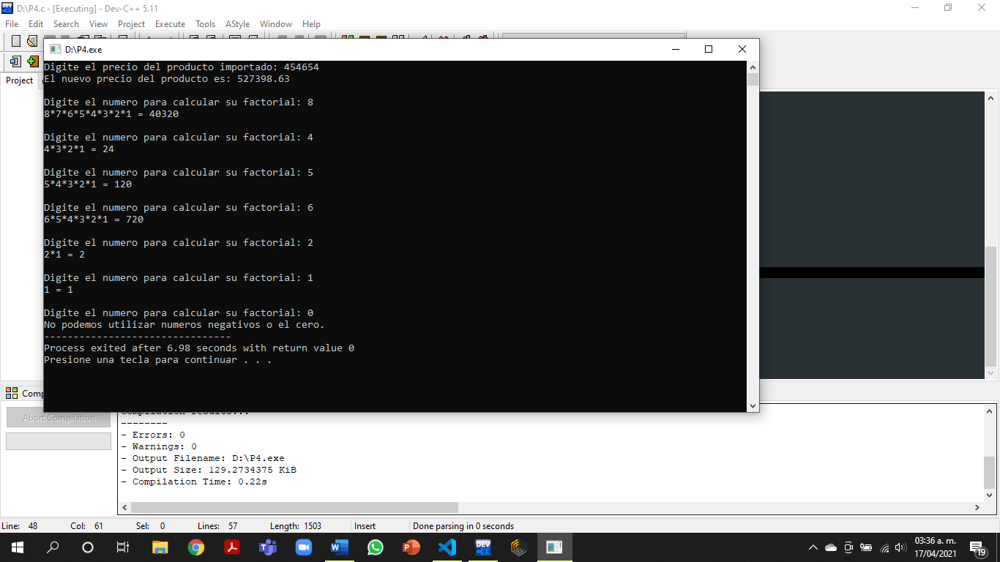 D:\P4.c - [Executing] - Dev-C++ 5.11
File Edit Search View Project Execute Tools AStyle Window Help
D:\P4.exe
Project
Digite el precio del producto importado: 454654
El nuevo precio del producto es: 527398.63
Digite el numero para calcular su factorial: 8
8*7*6*5*4*3*2*1 = 40320
Digite el numero para calcular su factorial: 4
4*3*2*1 = 24
Digite el numero para calcular su factorial: 5
5*4*3*2*1 = 120
Digite el numero para calcular su factorial: 6
6*5*4*3*2*1 = 720
Digite el numero para calcular su factorial: 2
2*1 = 2
Digite el numero para calcular su factorial: 1
1 = 1
Digite el numero para calcular su factorial: 0
No podemos utilizar numeros negativos o el cero.
--------------------------------
Process exited after 6.98 seconds with return value 0
Presione una tecla para continuar . . .
Comp
Abort Compilation
Compilation results...
--------
- Errors: 0
- Warnings: 0
- Output Filename: D:\P4.exe
- Output Size: 129.2734375 KiB
- Compilation Time: 0.22s
Line: 48 Col: 61 Sel: 0 Lines: 57 Length: 1503 Insert Done parsing in 0 seconds
03:36 a. m.
17/04/2021
19